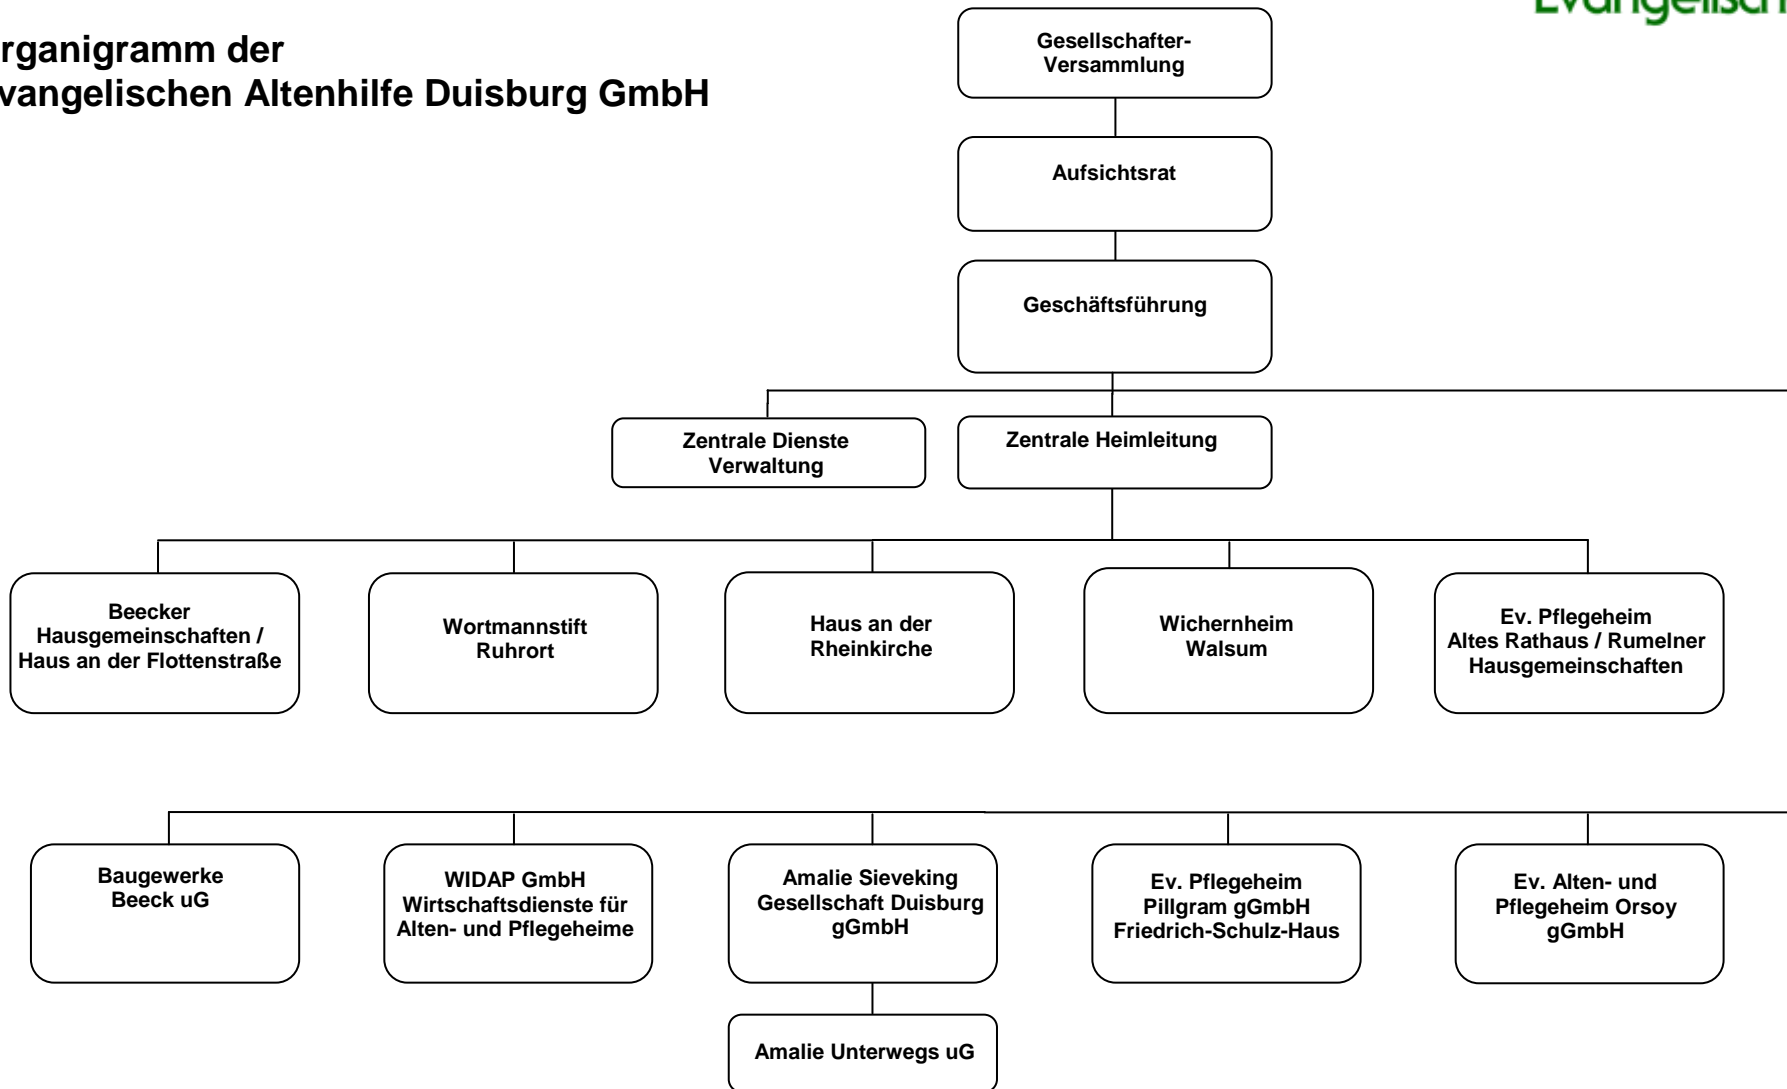 Evangelisch
rganigramm der
vangelischen Altenhilfe Duisburg GmbH
Gesellschafter-
Versammlung
Aufsichtsrat
Geschäftsführung
Zentrale Dienste
Verwaltung
Zentrale Heimleitung
Beecker
Hausgemeinschaften /
Haus an der Flottenstraße
Wortmannstift
Ruhrort
Haus an der
Rheinkirche
Wichernheim
Walsum
Ev. Pflegeheim
Altes Rathaus / Rumelner
Hausgemeinschaften
Baugewerke
Beeck uG
WIDAP GmbH
Wirtschaftsdienste für
Alten- und Pflegeheime
Amalie Sieveking
Gesellschaft Duisburg
gGmbH
Ev. Pflegeheim
Pillgram gGmbH
Friedrich-Schulz-Haus
Ev. Alten- und
Pflegeheim Orsoy
gGmbH
Amalie Unterwegs uG